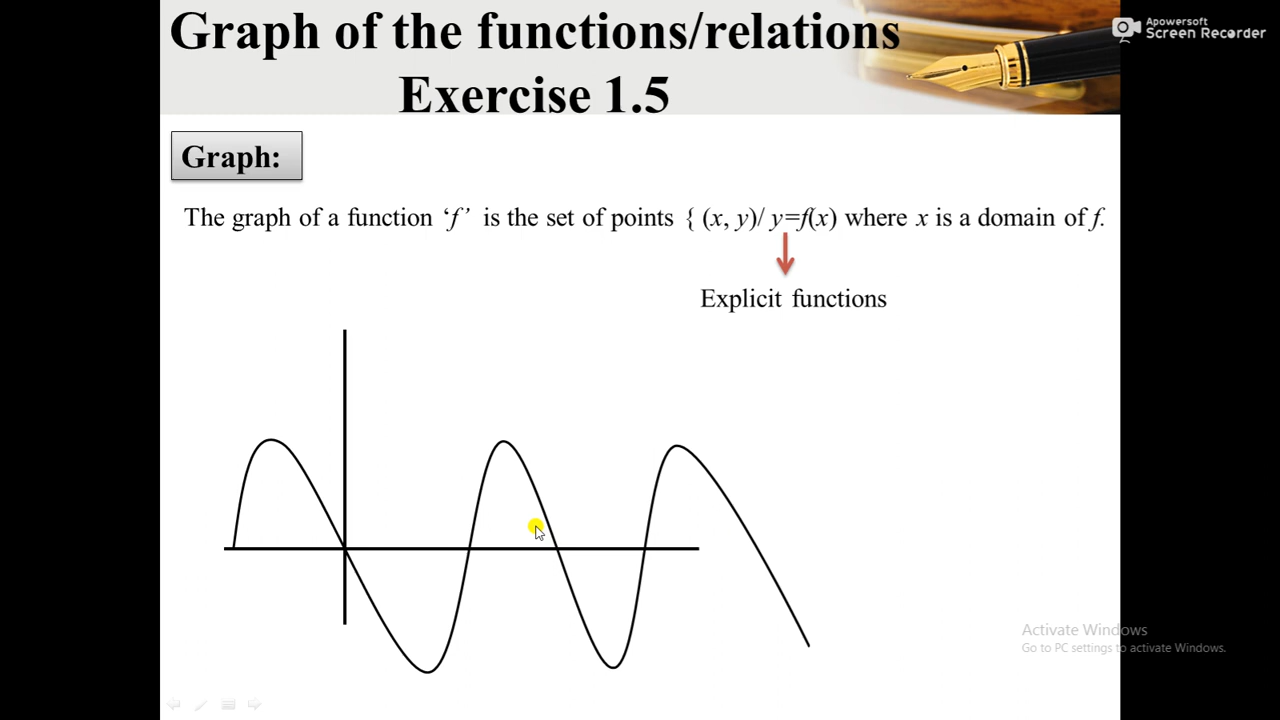 Graph of the functions/relations
Exercise 1.5
Apowersoft
Screen Recorder
Graph:
The graph of a function ‘f’ is the set of points { (x, y)/ y=f(x) where x is a domain of f.
Explicit functions
Activate Windows
Go to PC settings to activate Windows.